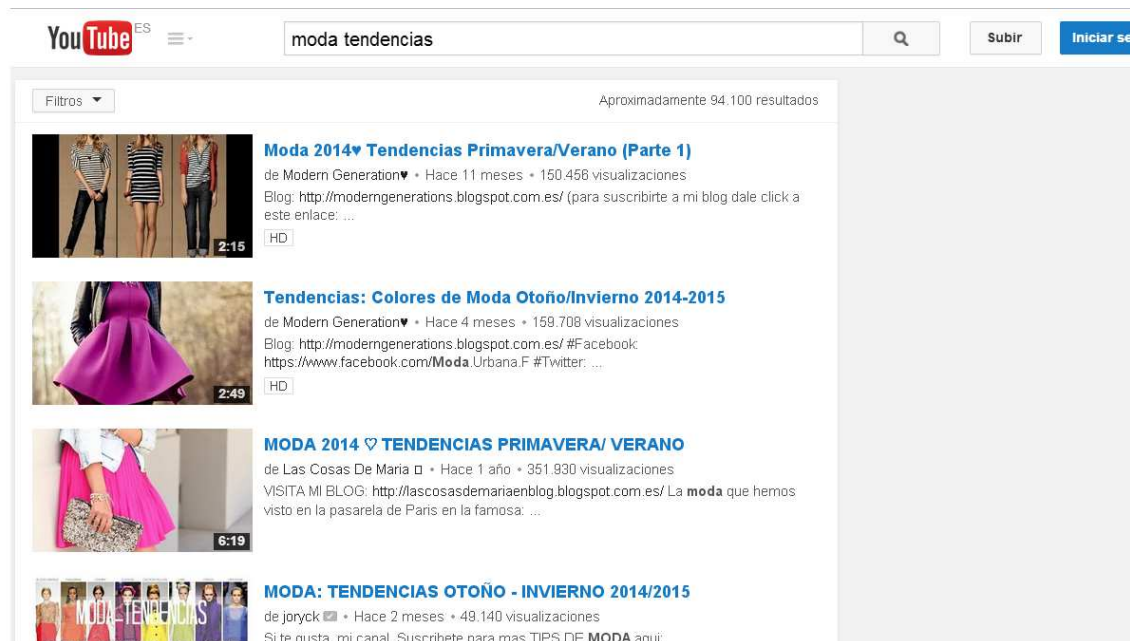 YouTube ES
moda tendencias
Subir
Iniciar se
Filtros
Aproximadamente 94.100 resultados
Moda 2014♥ Tendencias Primavera/Verano (Parte 1)
de Modern Generation♥ • Hace 11 meses • 150.456 visualizaciones
Blog: http://moderngenerations.blogspot.com.es/ (para suscribirte a mi blog dale click a
este enlace: ...
HD
2:15
Tendencias: Colores de Moda Otoño/Invierno 2014-2015
de Modern Generation♥ • Hace 4 meses • 159.708 visualizaciones
Blog: http://moderngenerations.blogspot.com.es/ #Facebook:
https://www.facebook.com/Moda.Urbana.F #Twitter: ...
HD
2:49
MODA 2014 ♡ TENDENCIAS PRIMAVERA/ VERANO
de Las Cosas De Maria □ • Hace 1 año • 351.930 visualizaciones
VISITA MI BLOG: http://lascosasdemariaenblog.blogspot.com.es/ La moda que hemos
visto en la pasarela de Paris en la famosa: ...
6:19
MODA: TENDENCIAS OTOÑO - INVIERNO 2014/2015
de joryck • Hace 2 meses • 49.140 visualizaciones
Si te gusta, mi canal, Suscribete para mas TIPS DE MODA aqui:
MODA-TENDENCIAS